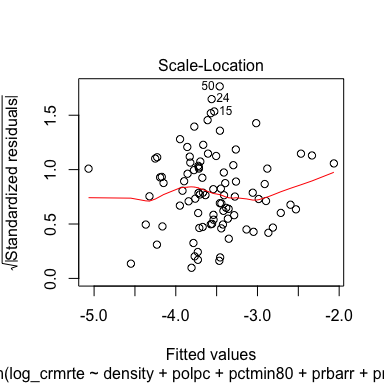 Scale-Location
√|Standardized residuals|
0.0 0.5 1.0 1.5
50
24
15
-5.0 -4.0 -3.0 -2.0
Fitted values
(log_crmrte ~ density + polpc + pctmin80 + prbarr +